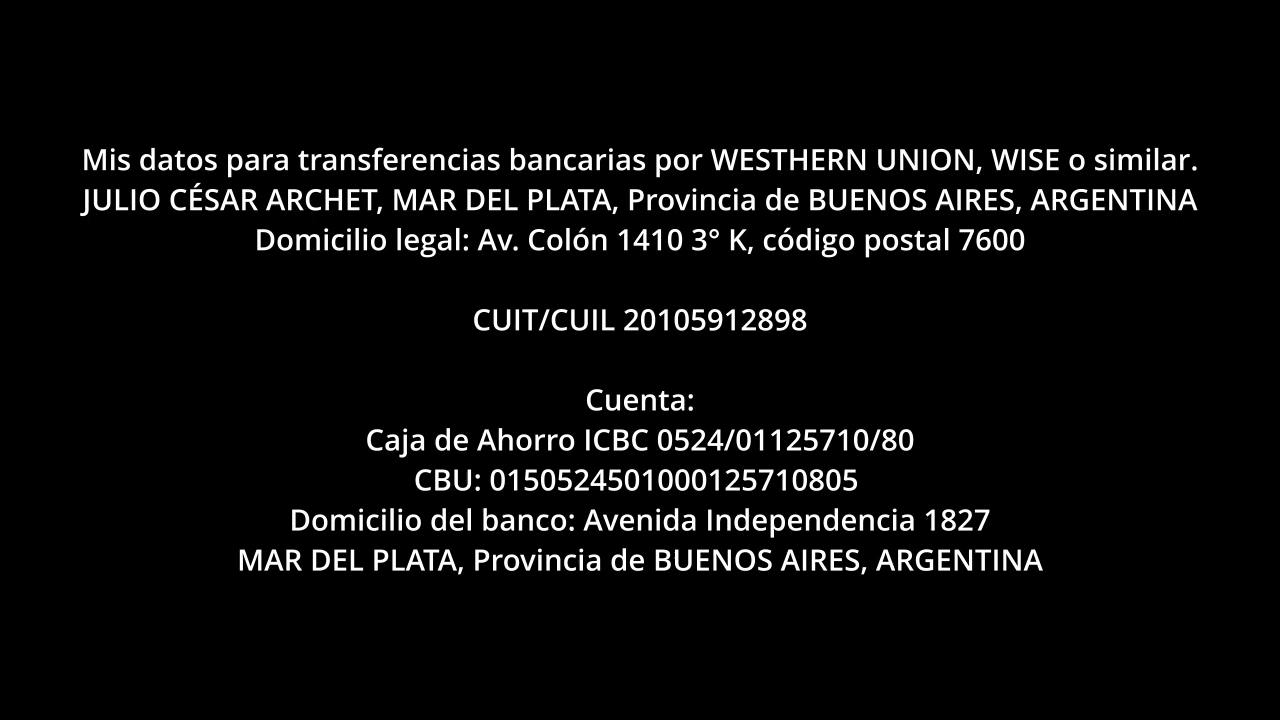 Mis datos para transferencias bancarias por WESTHERN UNION, WISE o similar.
JULIO CÉSAR ARCHET, MAR DEL PLATA, Provincia de BUENOS AIRES, ARGENTINA
Domicilio legal: Av. Colón 1410 3° K, código postal 7600
CUIT/CUIL 20105912898
Cuenta:
Caja de Ahorro ICBC 0524/01125710/80
CBU: 0150524501000125710805
Domicilio del banco: Avenida Independencia 1827
MAR DEL PLATA, Provincia de BUENOS AIRES, ARGENTINA